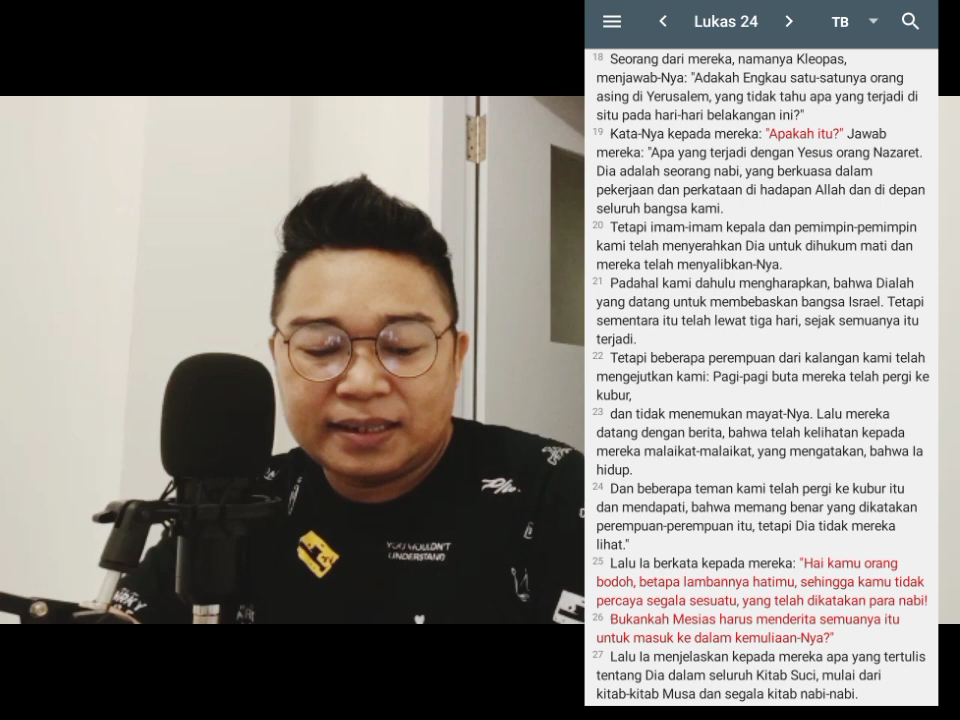 Lukas 24
TB
18 Seorang dari mereka, namanya Kleopas,
menjawab-Nya: "Adakah Engkau satu-satunya orang
asing di Yerusalem, yang tidak tahu apa yang terjadi di
situ pada hari-hari belakangan ini?"
19 Kata-Nya kepada mereka: "Apakah itu?" Jawab
mereka: "Apa yang terjadi dengan Yesus orang Nazaret.
Dia adalah seorang nabi, yang berkuasa dalam
pekerjaan dan perkataan di hadapan Allah dan di depan
seluruh bangsa kami.
20 Tetapi imam-imam kepala dan pemimpin-pemimpin
kami telah menyerahkan Dia untuk dihukum mati dan
mereka telah menyalibkan-Nya.
21 Padahal kami dahulu mengharapkan, bahwa Dialah
yang datang untuk membebaskan bangsa Israel. Tetapi
sementara itu telah lewat tiga hari, sejak semuanya itu
terjadi.
22 Tetapi beberapa perempuan dari kalangan kami telah
mengejutkan kami: Pagi-pagi buta mereka telah pergi ke
kubur,
23 dan tidak menemukan mayat-Nya. Lalu mereka
datang dengan berita, bahwa telah kelihatan kepada
mereka malaikat-malaikat, yang mengatakan, bahwa Ia
hidup.
24 Dan beberapa teman kami telah pergi ke kubur itu
dan mendapati, bahwa memang benar yang dikatakan
perempuan-perempuan itu, tetapi Dia tidak mereka
lihat."
25 Lalu Ia berkata kepada mereka: "Hai kamu orang
bodoh, betapa lambannya hatimu, sehingga kamu tidak
percaya segala sesuatu, yang telah dikatakan para nabi!
26 Bukankah Mesias harus menderita semuanya itu
untuk masuk ke dalam kemuliaan-Nya?"
27 Lalu Ia menjelaskan kepada mereka apa yang tertulis
tentang Dia dalam seluruh Kitab Suci, mulai dari
kitab-kitab Musa dan segala kitab nabi-nabi.
YOU WOULDN'T
UNDERSTAND